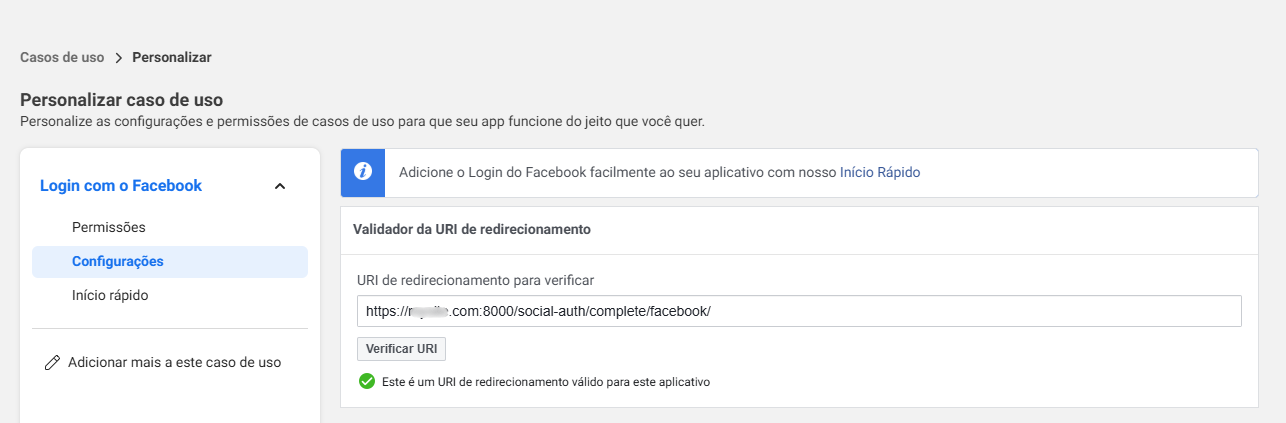 Casos de uso > Personalizar
Personalizar caso de uso
Personalize as configurações e permissões de casos de uso para que seu app funcione do jeito que você quer.
Login com o Facebook
Permissões
Configurações
Início rápido
Adicionar mais a este caso de uso
Adicione o Login do Facebook facilmente ao seu aplicativo com nosso Início Rápido
Validador da URI de redirecionamento
URI de redirecionamento para verificar
https:// .com:8000/social-auth/complete/facebook/
Verificar URI
Este é um URI de redirecionamento válido para este aplicativo